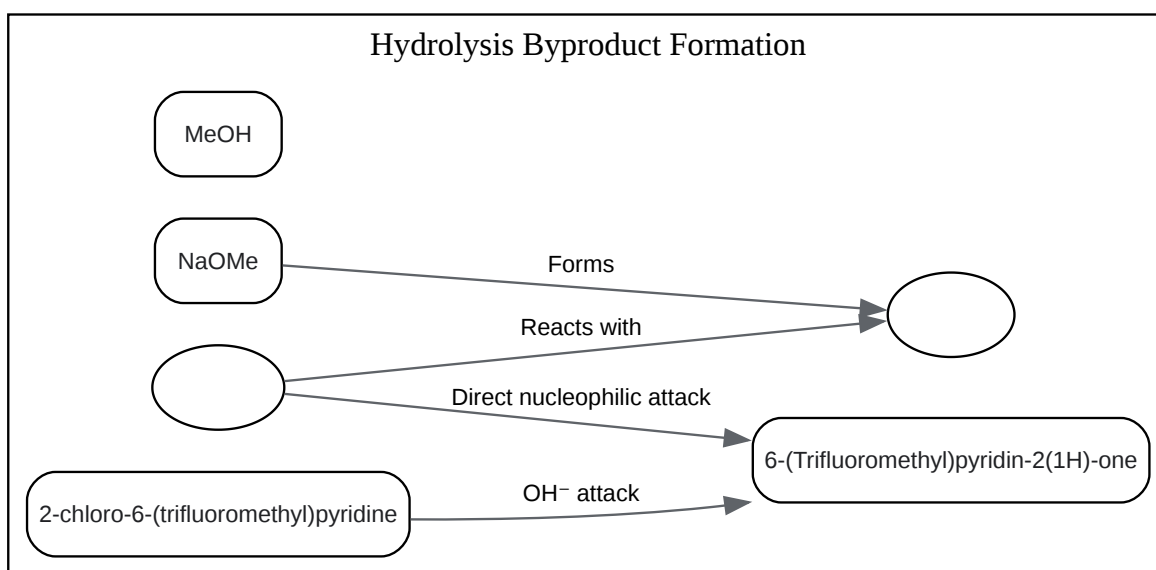 Hydrolysis Byproduct Formation
MeOH
NaOMe
Forms
Reacts with
Direct nucleophilic attack
6-(Trifluoromethyl)pyridin-2(1H)-one
2-chloro-6-(trifluoromethyl)pyridine
OH⁻ attack